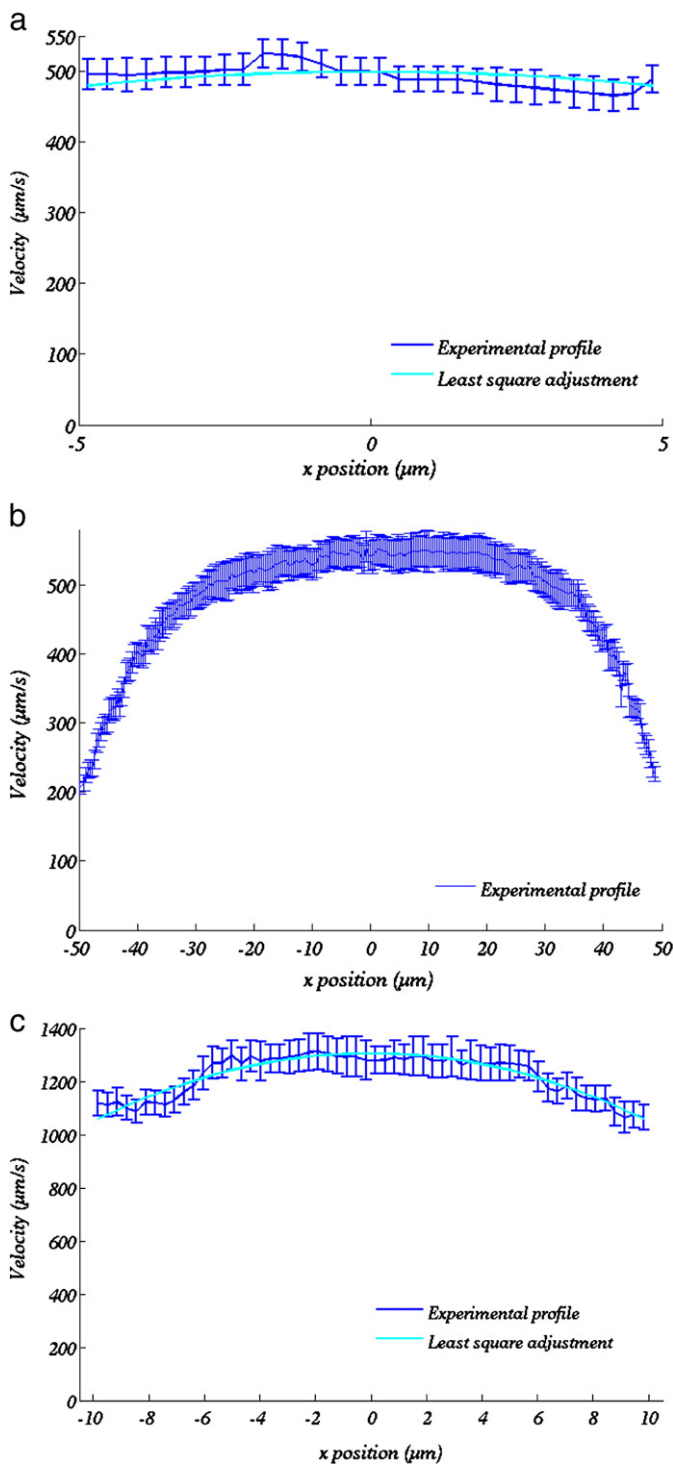 a
550
500
400
300
200
100
0
Velocity (μm/s)
Experimental profile
Least square adjustment
-5 0 5
x position (μm)
b
500
400
300
200
100
0
Velocity (μm/s)
Experimental profile
-50 -40 -30 -20 -10 0 10 20 30 40 50
x position (μm)
c
1400
1200
1000
800
600
400
200
0
Velocity (μm/s)
Experimental profile
Least square adjustment
-10 -8 -6 -4 -2 0 2 4 6 8 10
x position (μm)